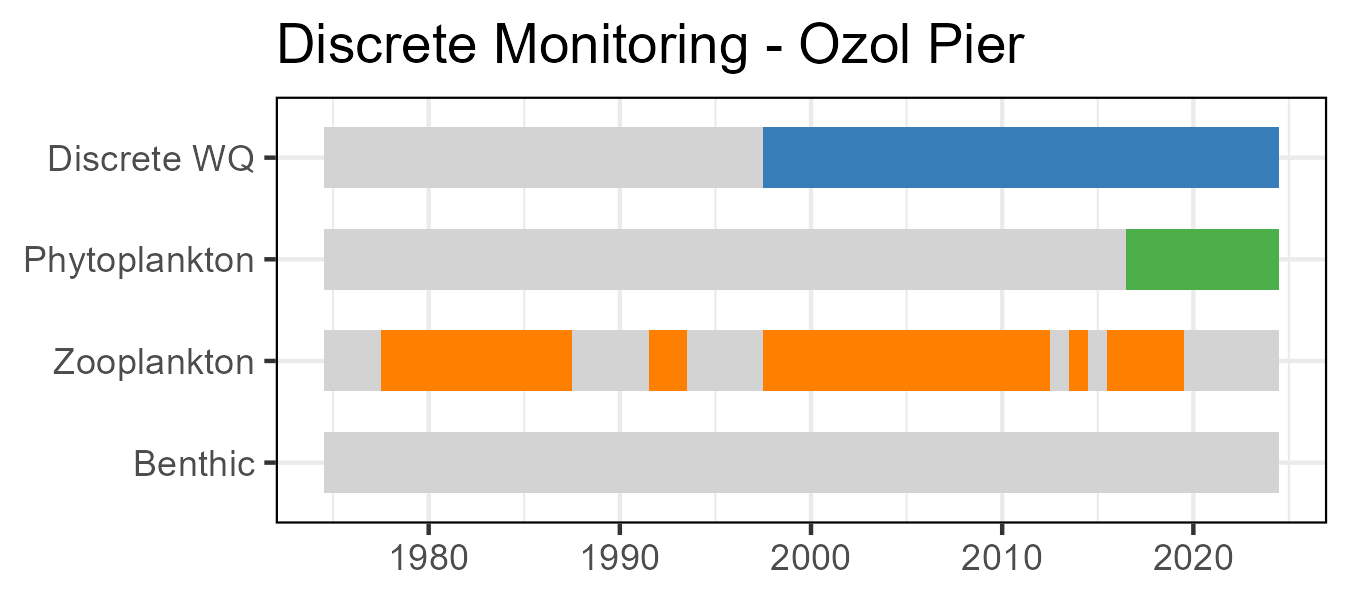 Discrete Monitoring - Ozol Pier
Discrete WQ
Phytoplankton
Zooplankton
Benthic
1980 1990 2000 2010 2020